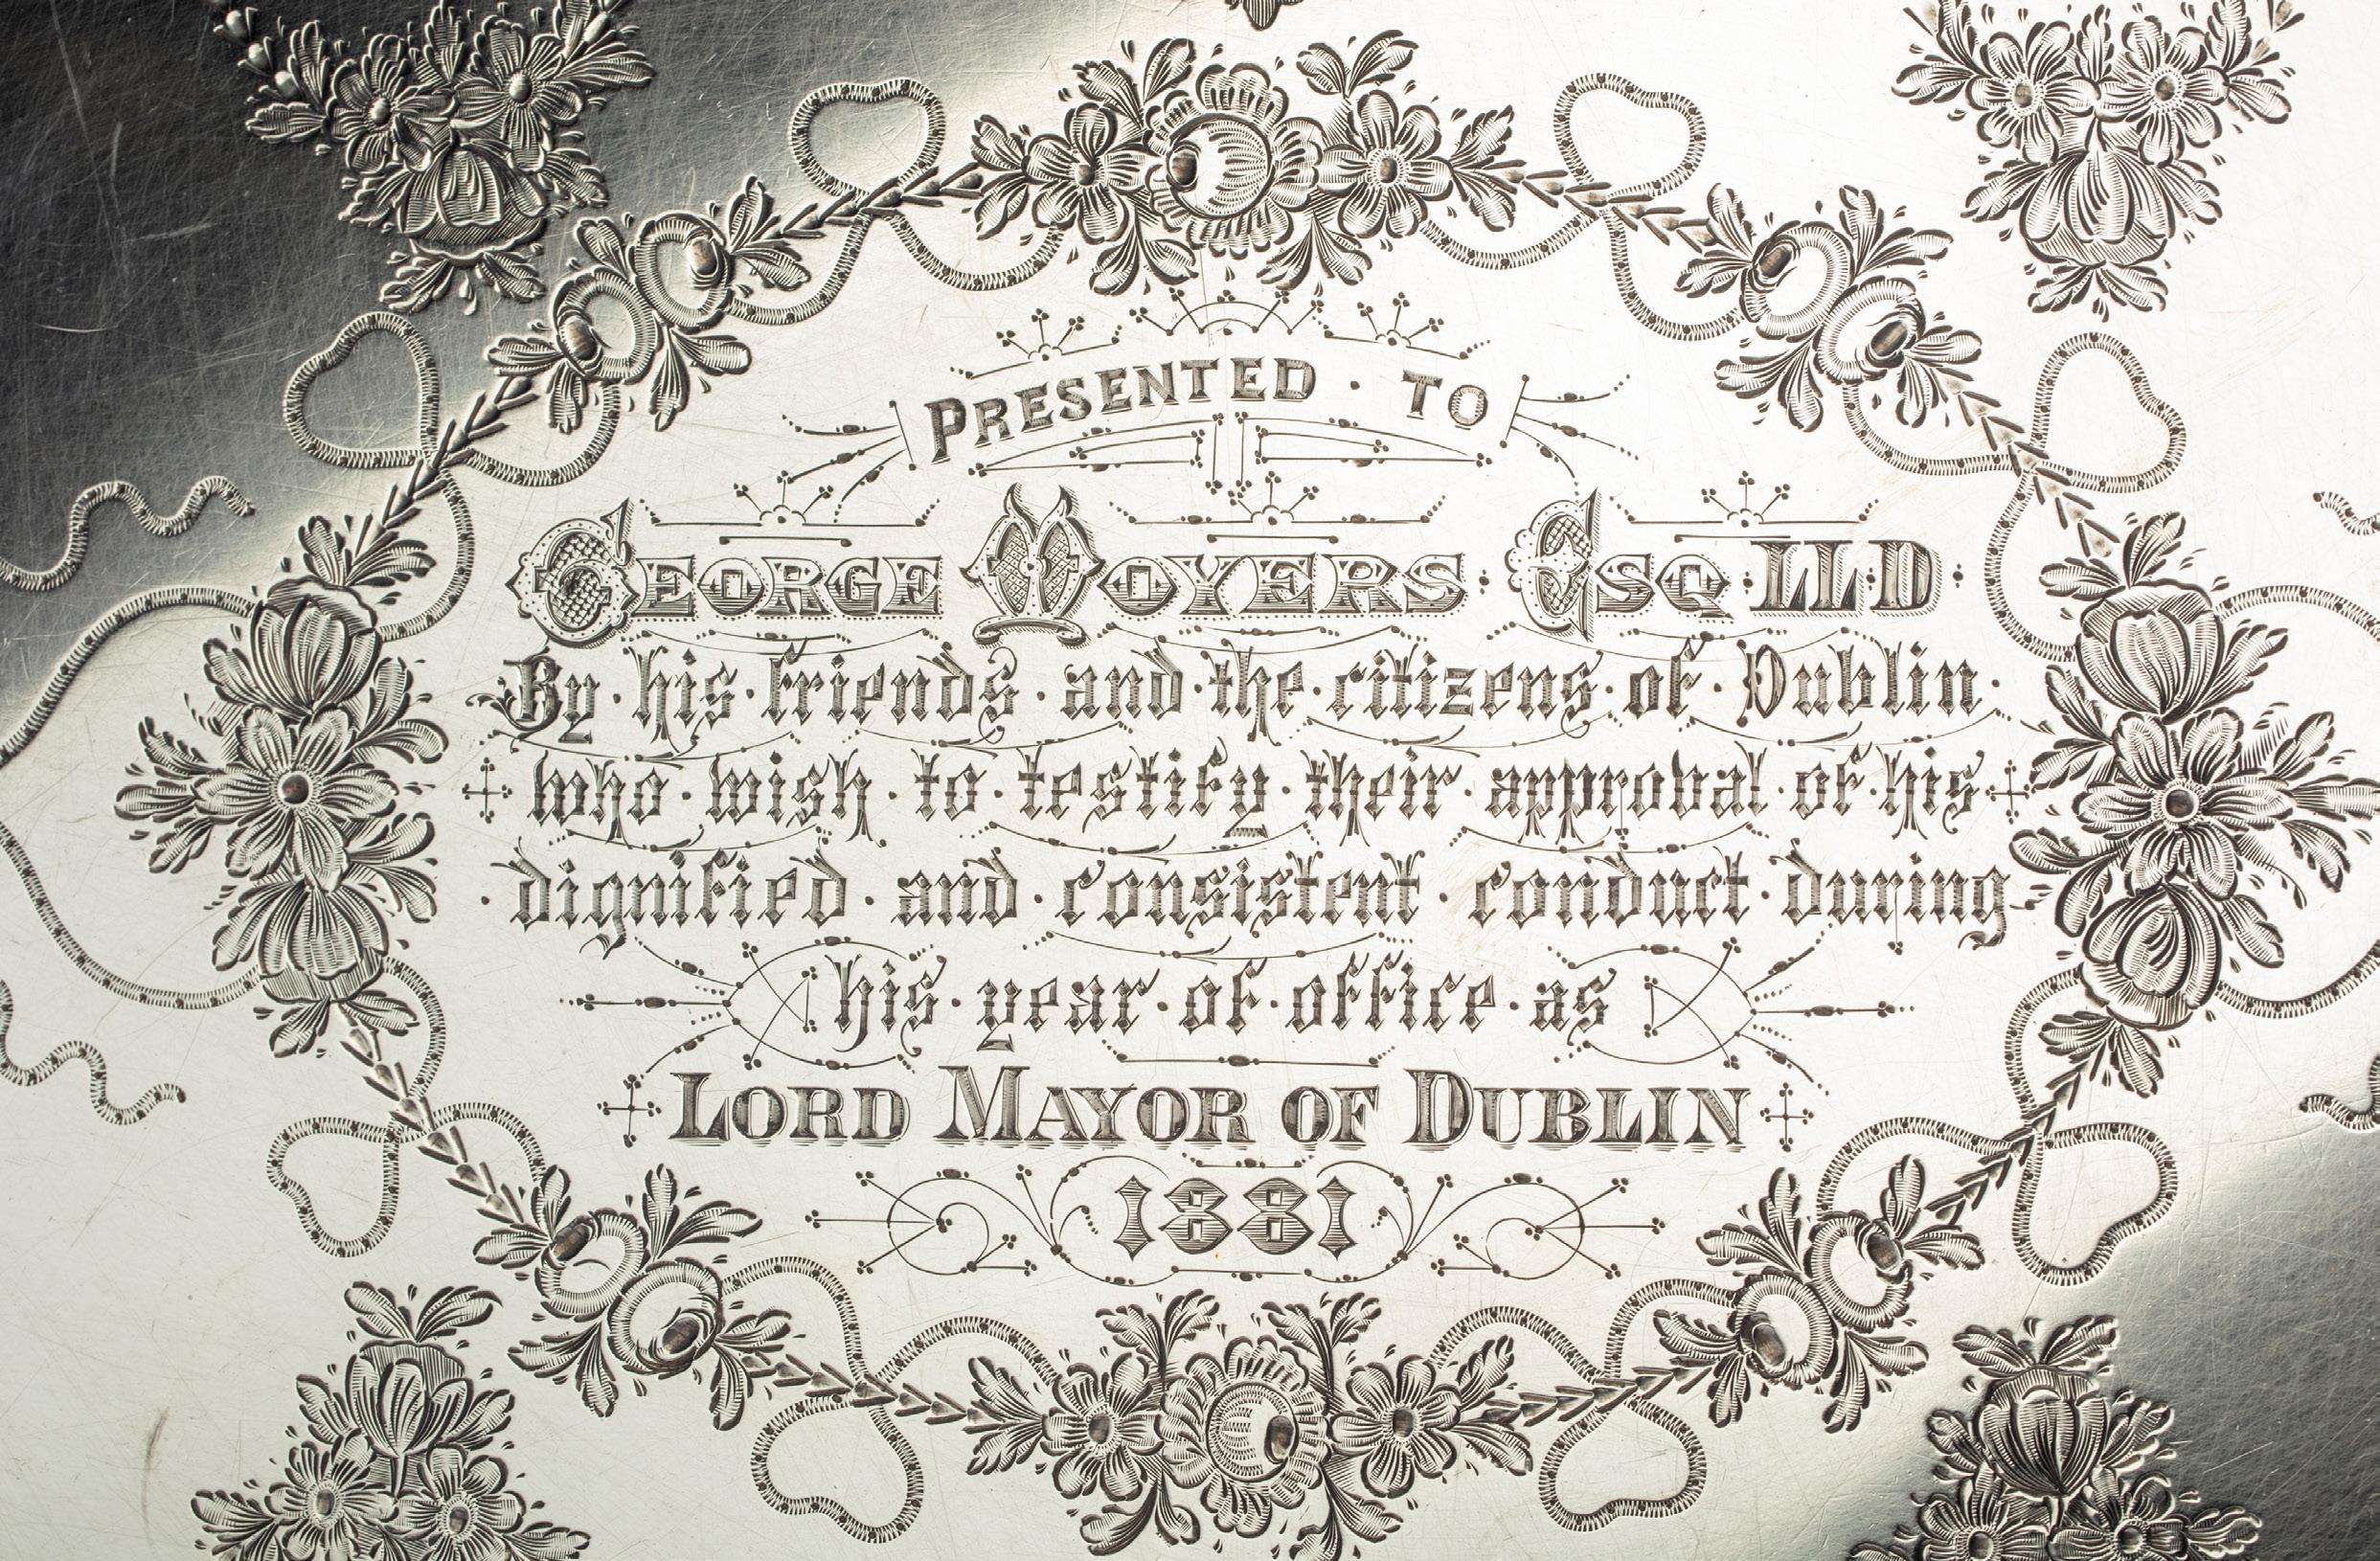 PRESENTED · TO
GEORGE MOYERS · ESQ · LLD ·
By · his · friends · and · the · citizens · of · Dublin ·
who · wish · to · testify · their · approval · of · his
· dignified · and · consistent · conduct · during
his · year · of · office · as
LORD MAYOR OF DUBLIN
1881